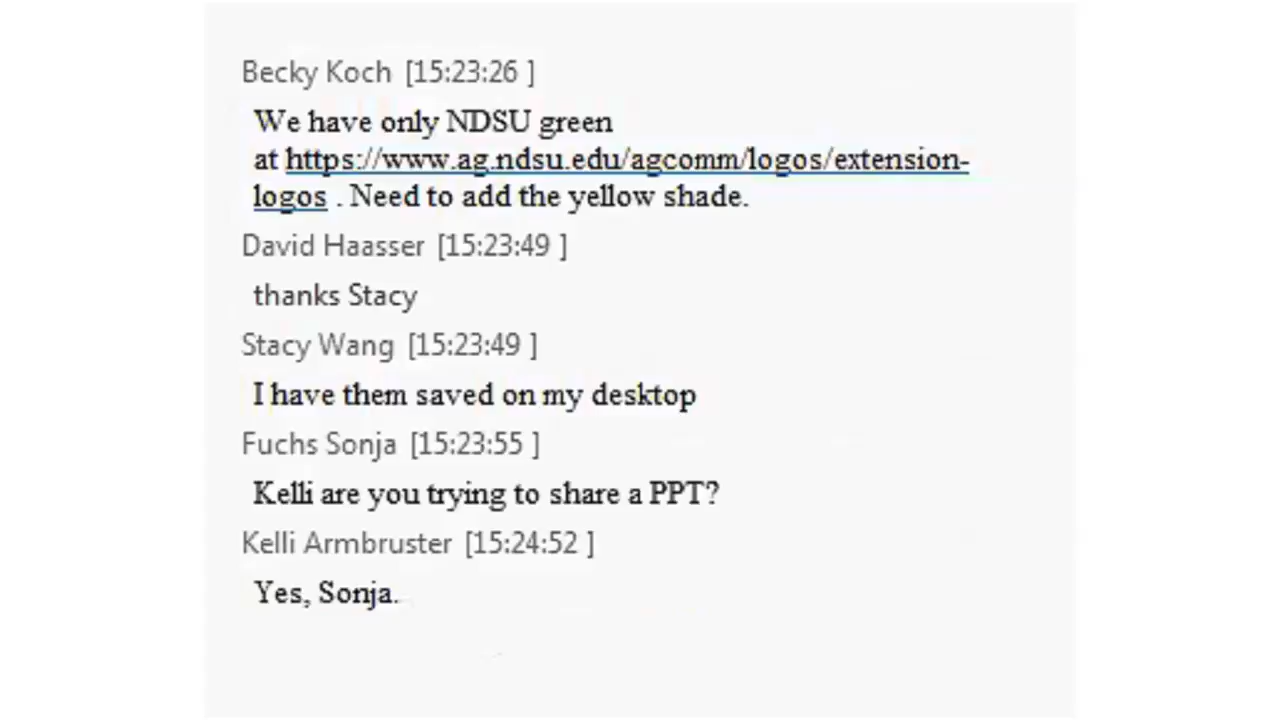 Becky Koch [15:23:26 ]
We have only NDSU green
at https://www.ag.ndsu.edu/agcomm/logos/extension-
logos . Need to add the yellow shade.
David Haasser [15:23:49 ]
thanks Stacy
Stacy Wang [15:23:49 ]
I have them saved on my desktop
Fuchs Sonja [15:23:55 ]
Kelli are you trying to share a PPT?
Kelli Armbruster [15:24:52 ]
Yes, Sonja.